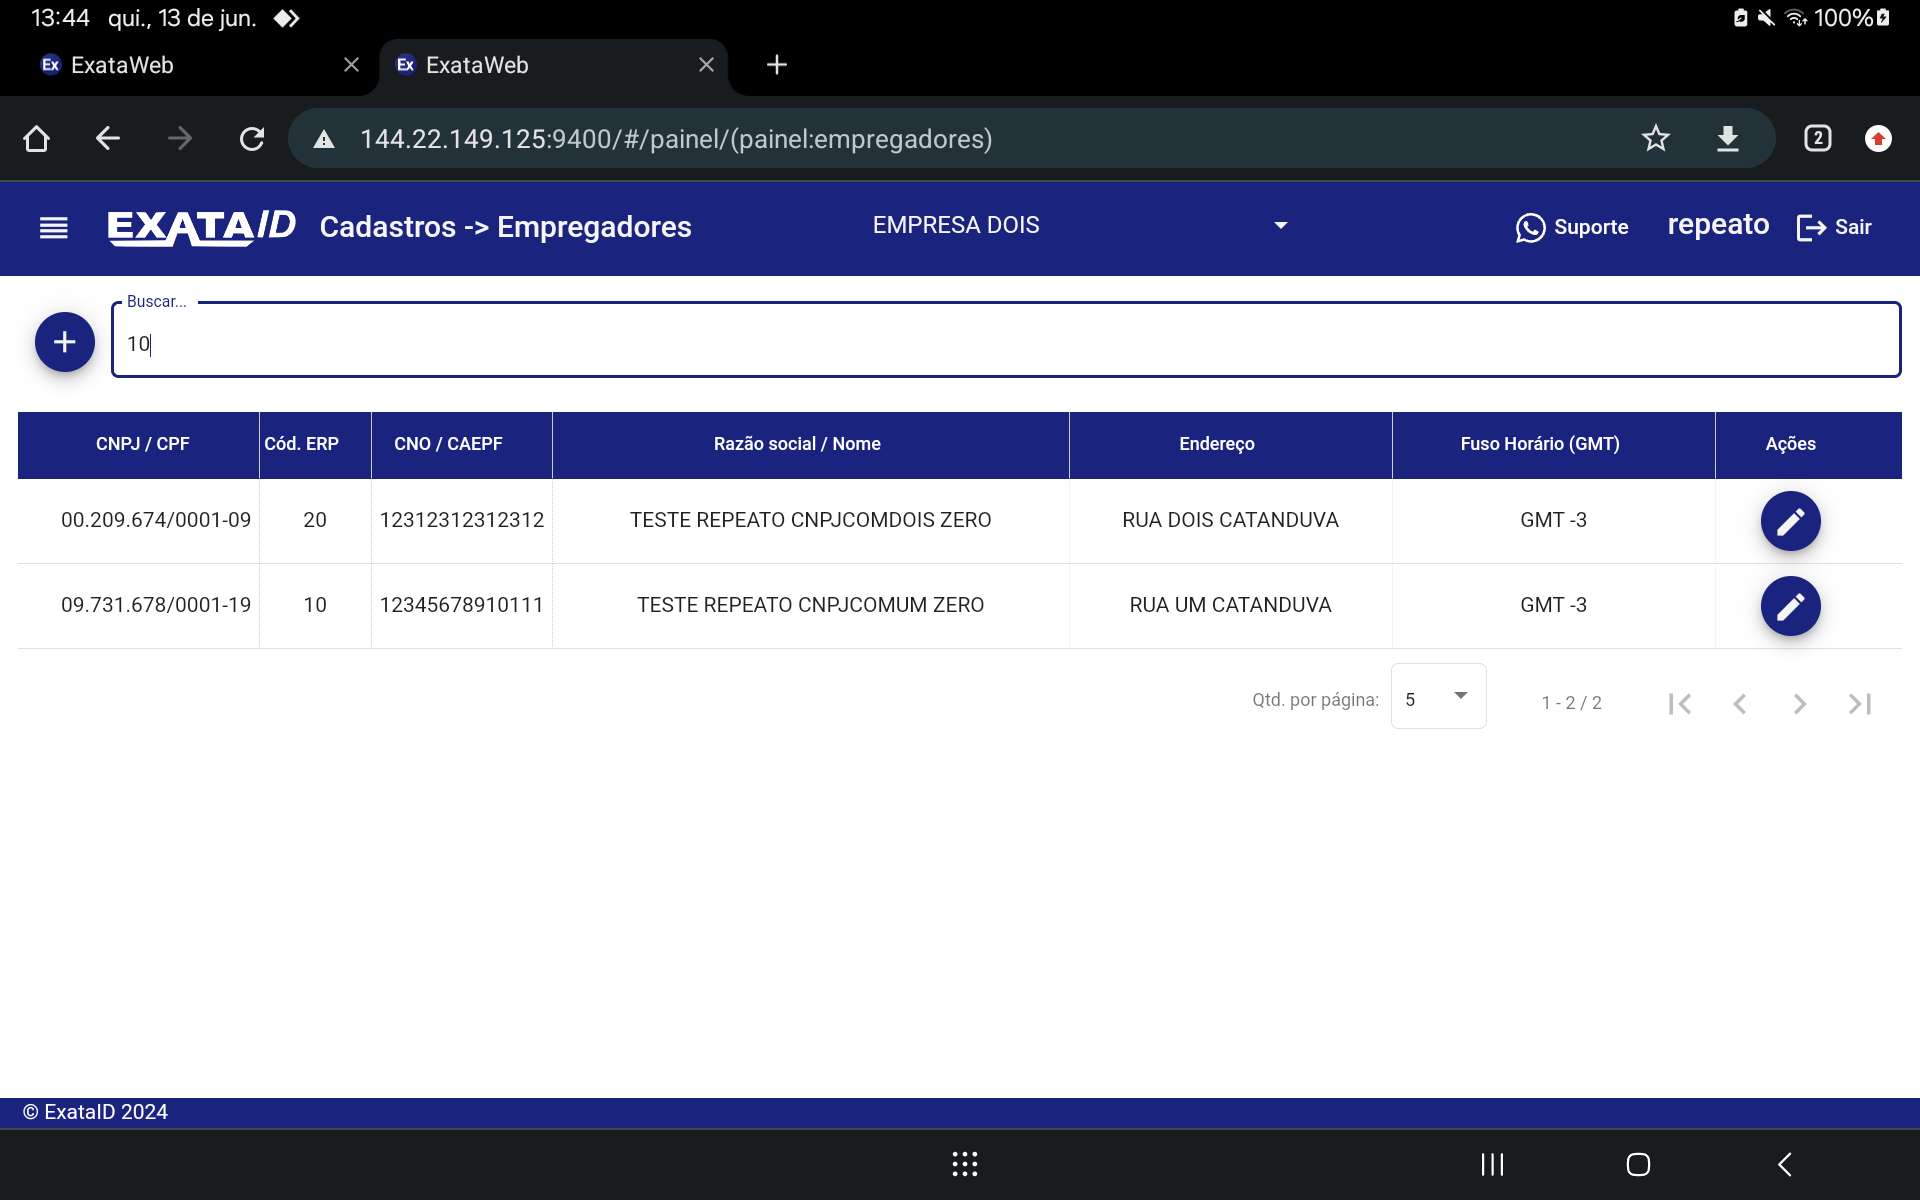 13:44 qui., 13 de jun. 100%
Ex ExataWeb Ex ExataWeb
144.22.149.125:9400/#/painel/(painel:empregadores) 2
EXATAID Cadastros -> Empregadores EMPRESA DOIS Suporte repeato Sair
Buscar...
10
CNPJ / CPF Cód. ERP CNO / CAEPF Razão social / Nome Endereço Fuso Horário (GMT) Ações
00.209.674/0001-09 20 12312312312312 TESTE REPEATO CNPJCOMDOIS ZERO RUA DOIS CATANDUVA GMT -3
09.731.678/0001-19 10 12345678910111 TESTE REPEATO CNPJCOMUM ZERO RUA UM CATANDUVA GMT -3
Qtd. por página: 5 1 - 2 / 2
© ExataID 2024